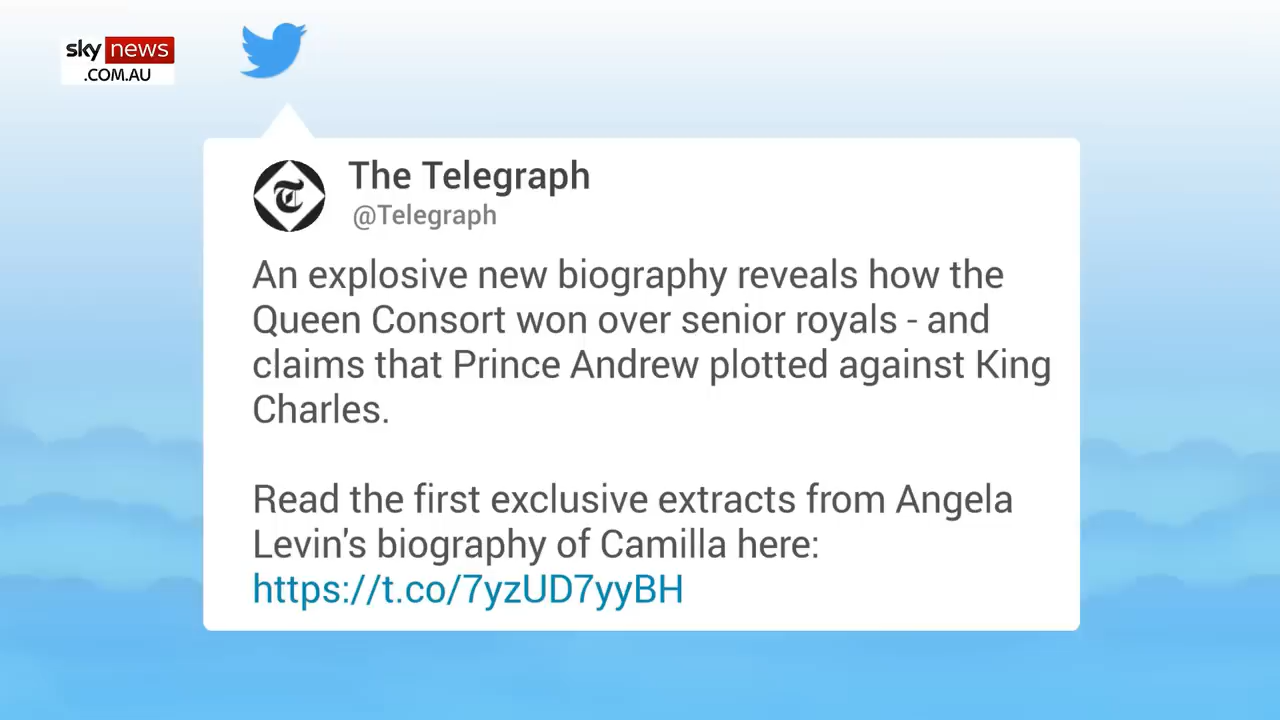 sky news
.COM.AU
The Telegraph
@Telegraph
An explosive new biography reveals how the
Queen Consort won over senior royals - and
claims that Prince Andrew plotted against King
Charles.
Read the first exclusive extracts from Angela
Levin's biography of Camilla here:
https://t.co/7yzUD7yyBH